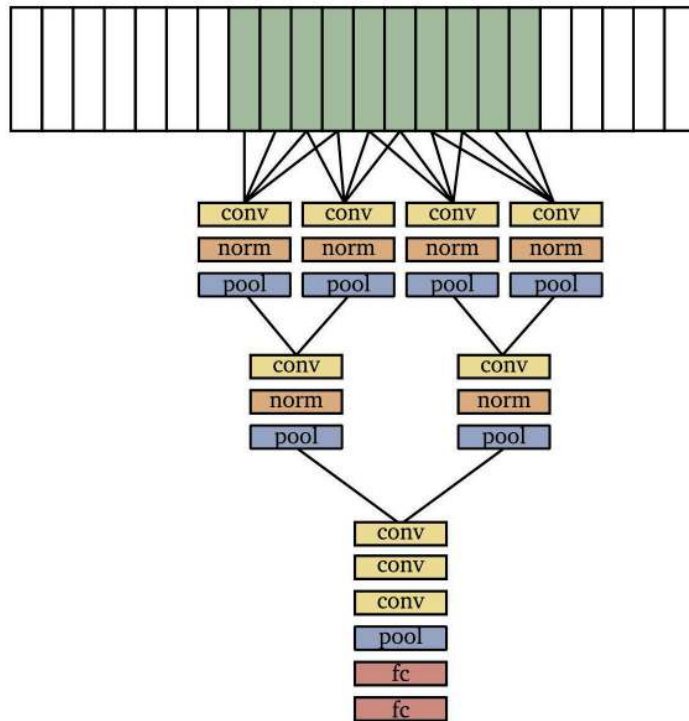 conv conv conv conv
norm norm norm norm
pool pool pool pool
conv conv
norm norm
pool pool
conv
conv
conv
pool
fc
fc